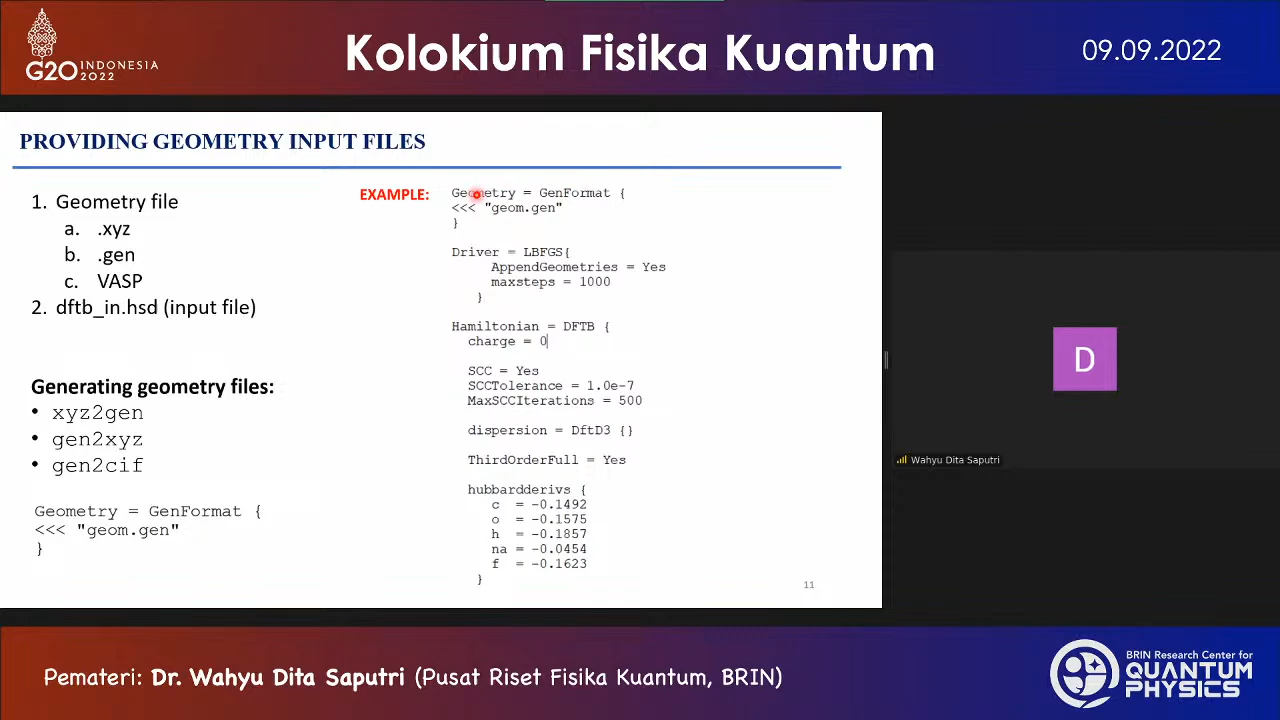 G20 INDONESIA
2022
Kolokium Fisika Kuantum
09.09.2022
PROVIDING GEOMETRY INPUT FILES
1. Geometry file
a. .xyz
b. .gen
c. VASP
2. dftb_in.hsd (input file)
Generating geometry files:
• xyz2gen
• gen2xyz
• gen2cif
Geometry = GenFormat {
<<< "geom.gen"
}
EXAMPLE:
Geometry = GenFormat {
<<< "geom.gen"
}
Driver = LBFGS{
AppendGeometries = Yes
maxsteps = 1000
}
Hamiltonian = DFTB {
charge = 0
SCC = Yes
SCCTolerance = 1.0e-7
MaxSCCIterations = 500
dispersion = DftD3 {}
ThirdOrderFull = Yes
hubbardderivs {
c = -0.1492
o = -0.1575
h = -0.1857
na = -0.0454
f = -0.1623
}
11
D
Wahyu Dita Saputri
Pemateri: Dr. Wahyu Dita Saputri (Pusat Riset Fisika Kuantum, BRIN)
BRIN Research Center for
QUANTUM
PHYSICS